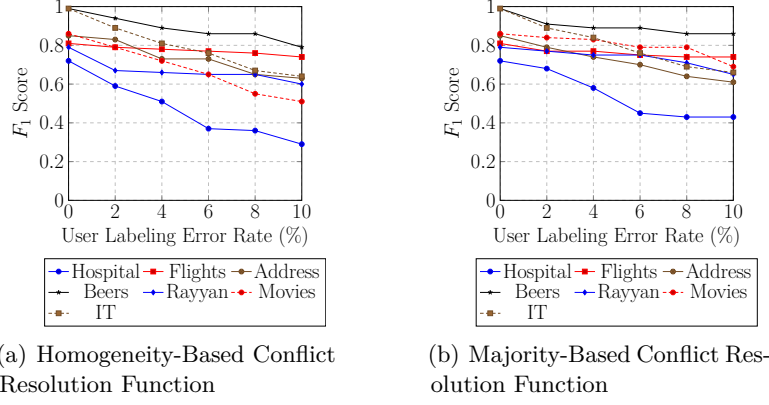 1
0.8
0.6
0.4
0.2
0
F1 Score
0 2 4 6 8 10
User Labeling Error Rate (%)
Hospital Flights Address
Beers Rayyan Movies
IT
(a) Homogeneity-Based Conflict
Resolution Function
1
0.8
0.6
0.4
0.2
0
F1 Score
0 2 4 6 8 10
User Labeling Error Rate (%)
Hospital Flights Address
Beers Rayyan Movies
IT
(b) Majority-Based Conflict Res-
olution Function